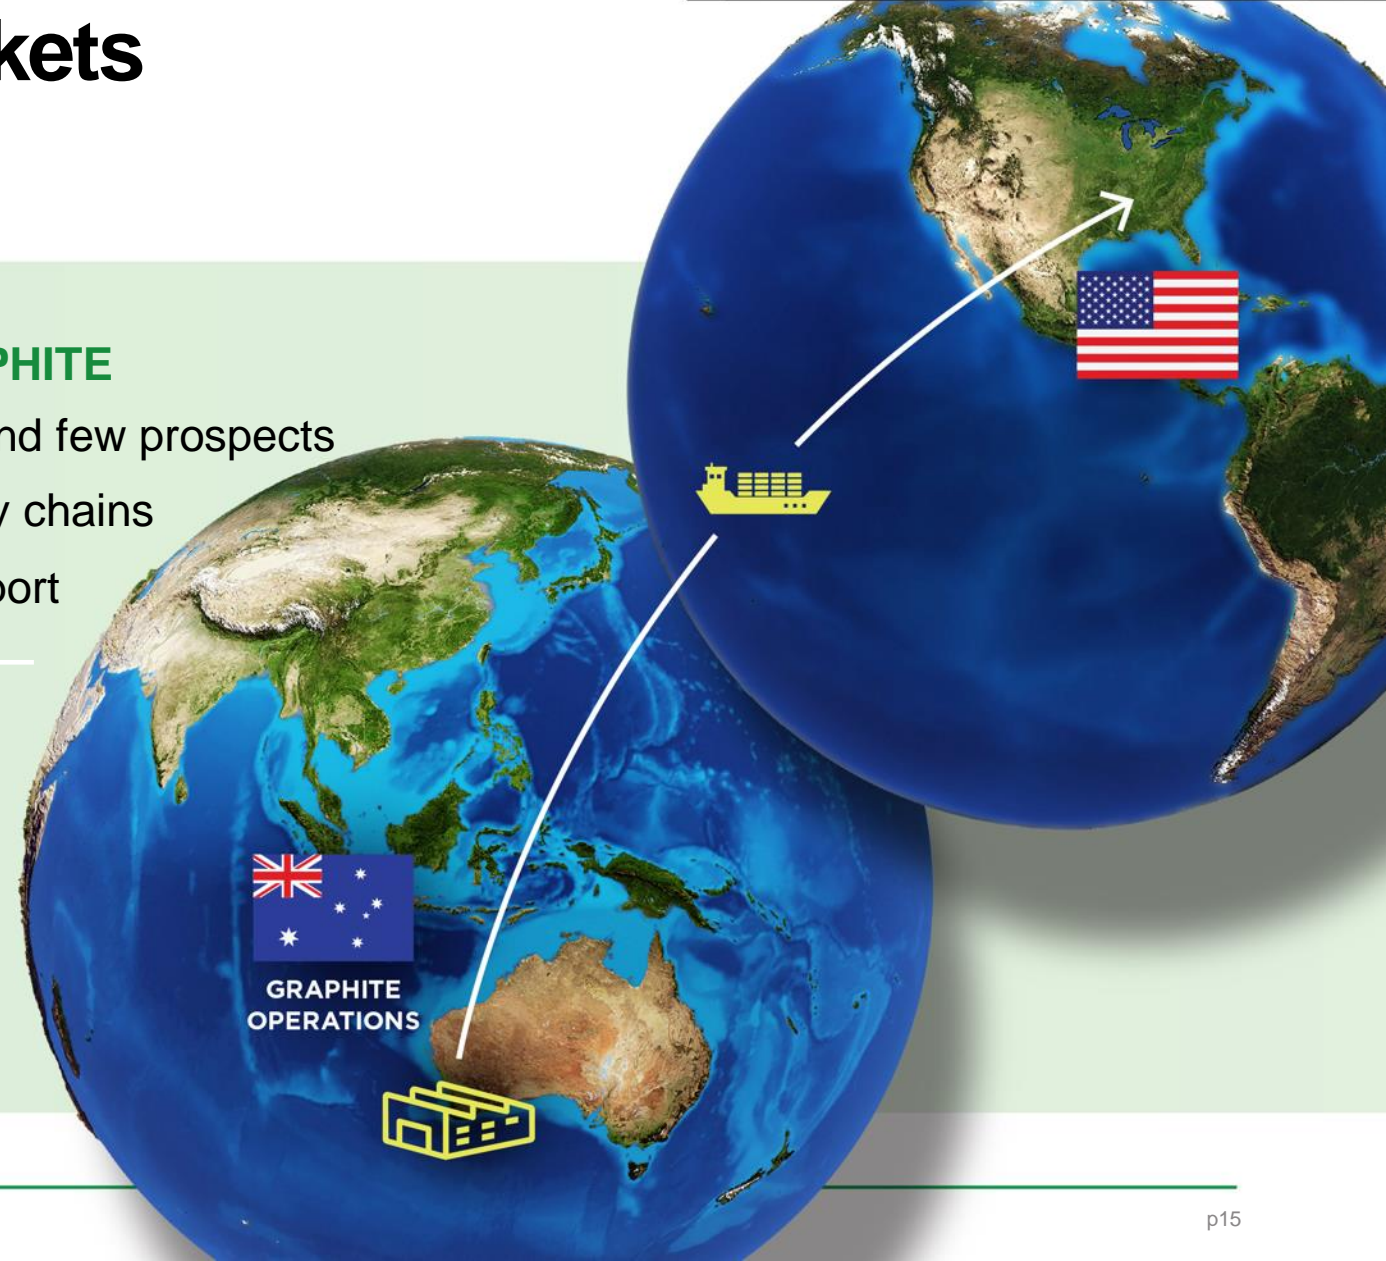 kets
PHITE
nd few prospects
y chains
port
GRAPHITE
OPERATIONS
p15